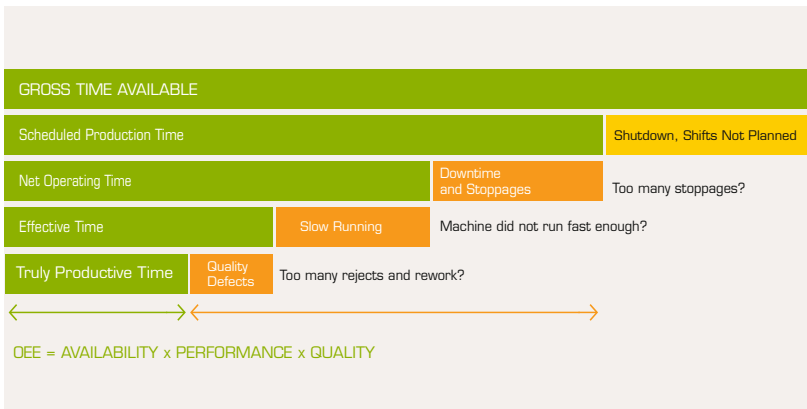 GROSS TIME AVAILABLE
Scheduled Production Time
Shutdown, Shifts Not Planned
Net Operating Time
Downtime
and Stoppages
Too many stoppages?
Effective Time
Slow Running
Machine did not run fast enough?
Truly Productive Time
Quality
Defects
Too many rejects and rework?
OEE = AVAILABILITY x PERFORMANCE x QUALITY